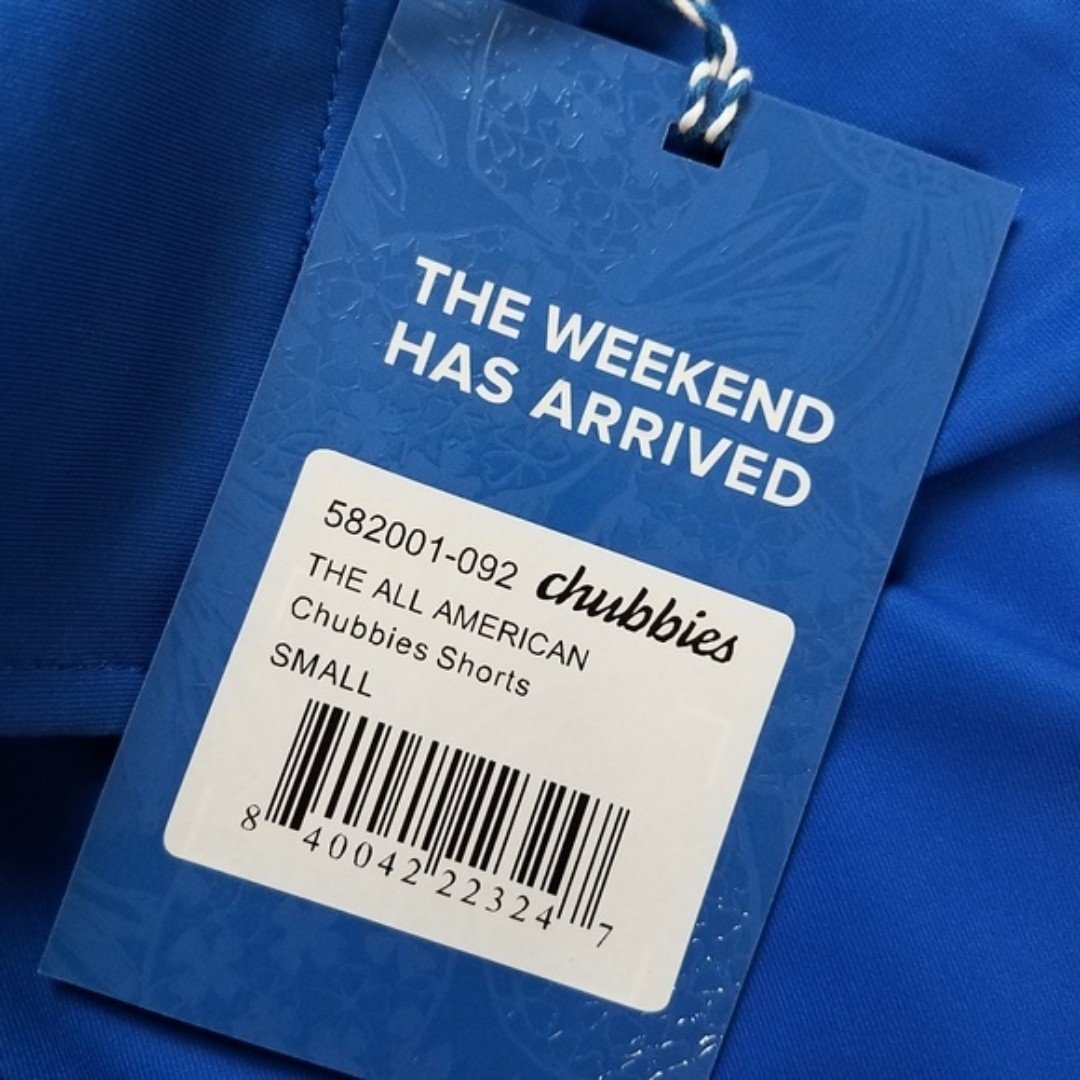 THE WEEKEND
HAS ARRIVED
582001-092 chubbies
THE ALL AMERICAN
Chubbies Shorts
SMALL
8 40042 22324 7